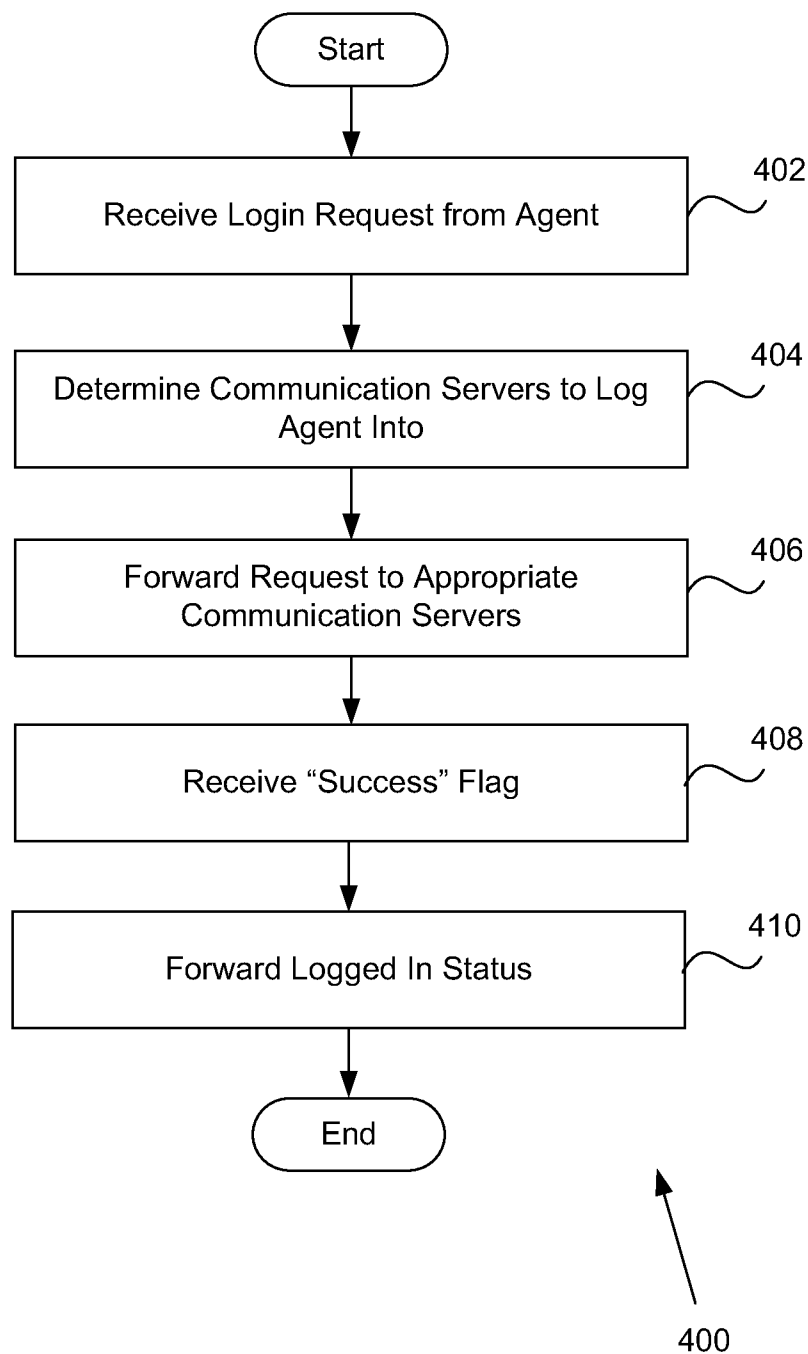 Start
402
Receive Login Request from Agent
404
Determine Communication Servers to Log
Agent Into
406
Forward Request to Appropriate
Communication Servers
408
Receive “Success” Flag
410
Forward Logged In Status
End
400